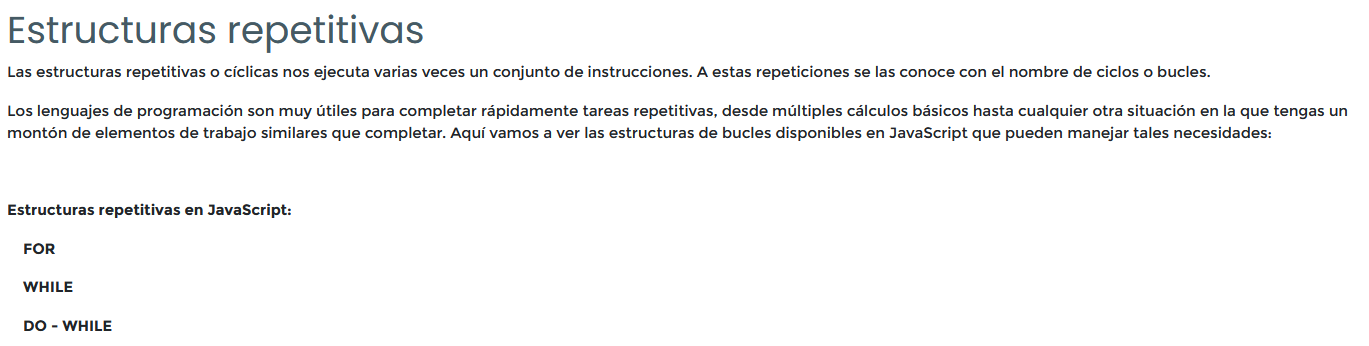 Estructuras repetitivas
Las estructuras repetitivas o cíclicas nos ejecuta varias veces un conjunto de instrucciones. A estas repeticiones se las conoce con el nombre de ciclos o bucles.
Los lenguajes de programación son muy útiles para completar rápidamente tareas repetitivas, desde múltiples cálculos básicos hasta cualquier otra situación en la que tengas un
montón de elementos de trabajo similares que completar. Aquí vamos a ver las estructuras de bucles disponibles en JavaScript que pueden manejar tales necesidades:
Estructuras repetitivas en JavaScript:
FOR
WHILE
DO - WHILE